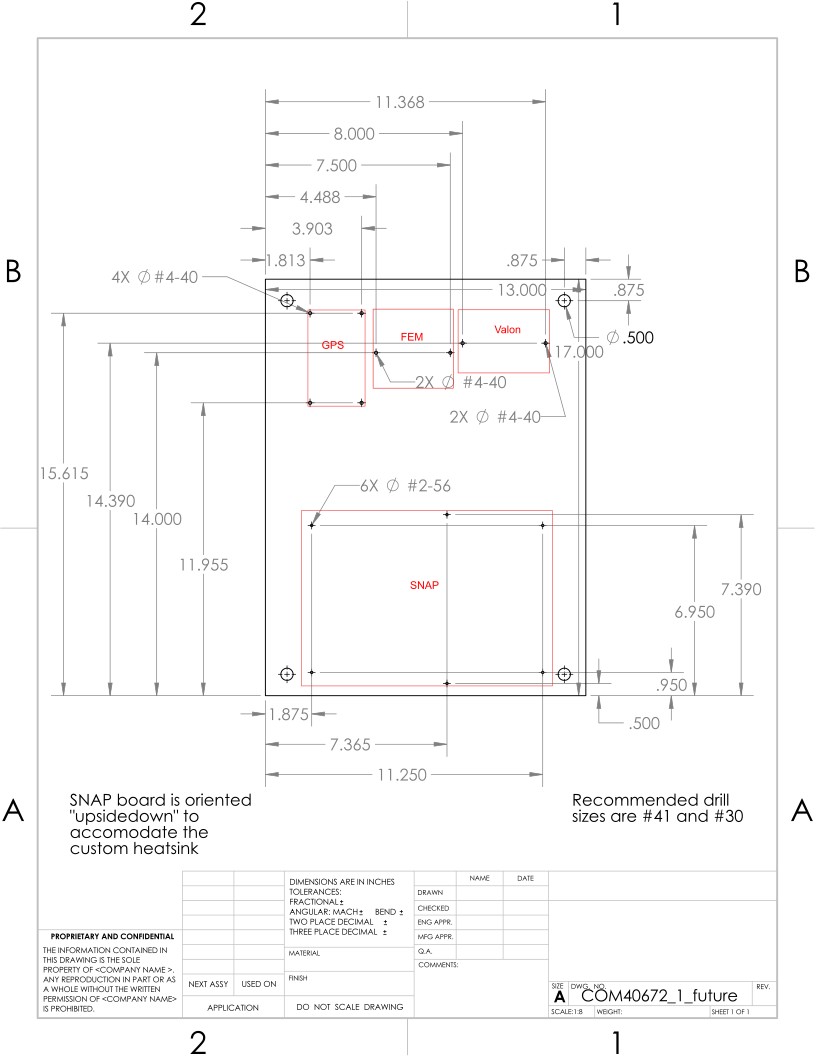 2 1
11.368
8.000
7.500
4.488
3.903
1.813 .875
B B
4X ∅ #4-40
13.000 .875
GPS FEM Valon
∅.500
17.000
2X ∅ #4-40
2X ∅ #4-40
15.615
14.390
14.000
11.955
6X ∅ #2-56
SNAP
7.390
6.950
.950
.500
1.875
7.365
11.250
A A
SNAP board is oriented
"upsidedown" to
accomodate the
custom heatsink
Recommended drill
sizes are #41 and #30
PROPRIETARY AND CONFIDENTIAL
THE INFORMATION CONTAINED IN
THIS DRAWING IS THE SOLE
PROPERTY OF <COMPANY NAME >.
ANY REPRODUCTION IN PART OR AS
A WHOLE WITHOUT THE WRITTEN
PERMISSION OF <COMPANY NAME>
IS PROHIBITED.
NEXT ASSY USED ON
APPLICATION
DIMENSIONS ARE IN INCHES
TOLERANCES:
FRACTIONAL ±
ANGULAR: MACH ± BEND ±
TWO PLACE DECIMAL ±
THREE PLACE DECIMAL ±
MATERIAL
FINISH
DO NOT SCALE DRAWING
NAME DATE
DRAWN
CHECKED
ENG APPR.
MFG APPR.
Q.A.
COMMENTS:
SIZE DWG. NO. REV.
A COM40672_1_future
SCALE:1:8 WEIGHT: SHEET 1 OF 1
2 1